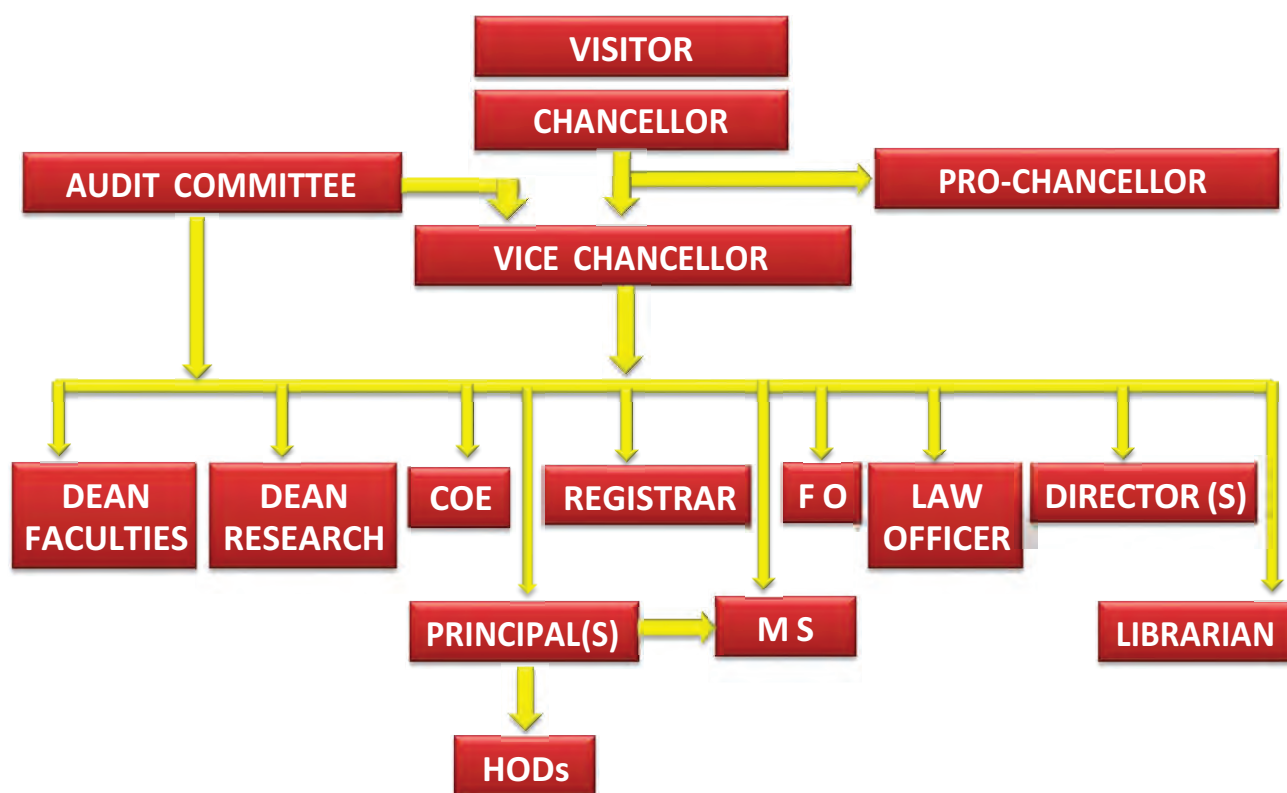 VISITOR
CHANCELLOR
AUDIT COMMITTEE
PRO-CHANCELLOR
VICE CHANCELLOR
DEAN
FACULTIES
DEAN
RESEARCH
COE
REGISTRAR
F O
LAW
OFFICER
DIRECTOR (S)
PRINCIPAL(S)
M S
LIBRARIAN
HODs